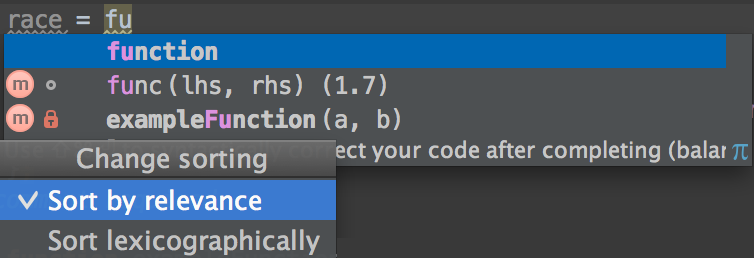 race = fu
function
m func(lhs, rhs) (1.7)
m exampleFunction(a, b)
ect your code after completing (balar π
Change sorting
Sort by relevance
Sort lexicographically